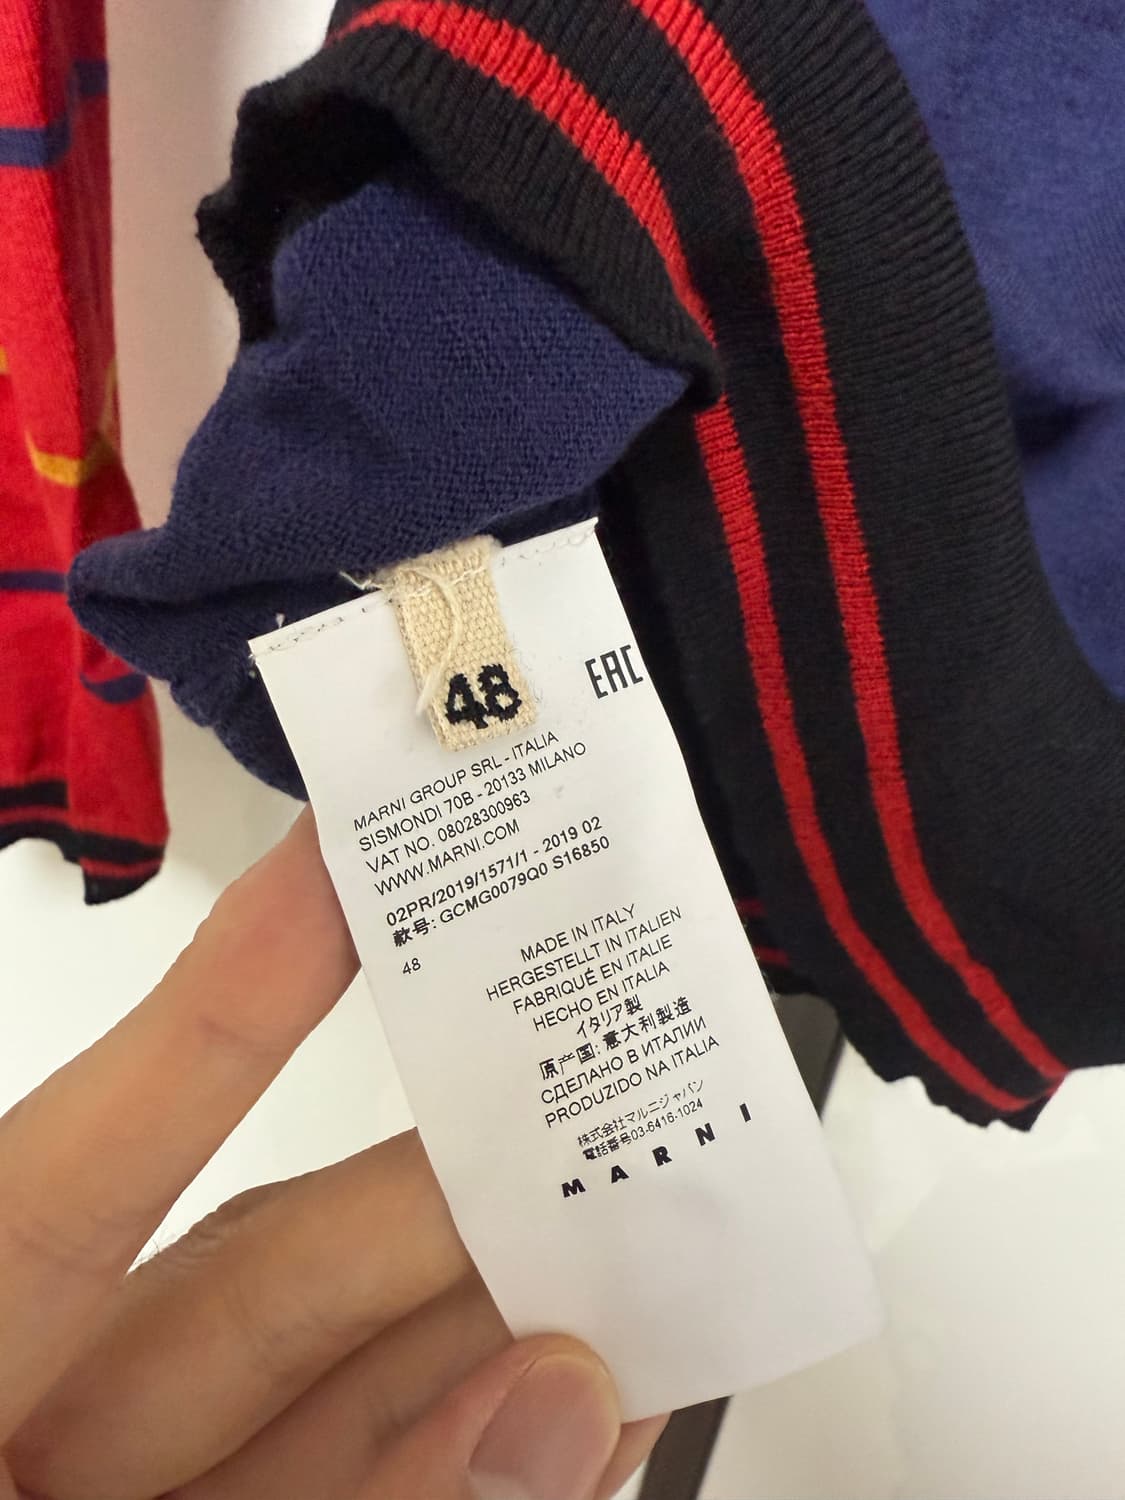 48
EAC
MARNI GROUP SRL - ITALIA
SISMONDI 70B - 20133 MILANO
VAT NO. 08028300963
WWW.MARNI.COM
02PR/2019/1571/1 - 2019 02
款号: GCMG0079Q0 S16850
48
MADE IN ITALY
HERGESTELLT IN ITALIEN
FABRIQUÉ EN ITALIE
HECHO EN ITALIA
イタリア製
原产国: 意大利製造
СДЕЛАНО В ИТАЛИИ
PRODUZIDO NA ITALIA
株式会社マルニジャパン
電話番号03-6416-1024
MARNI